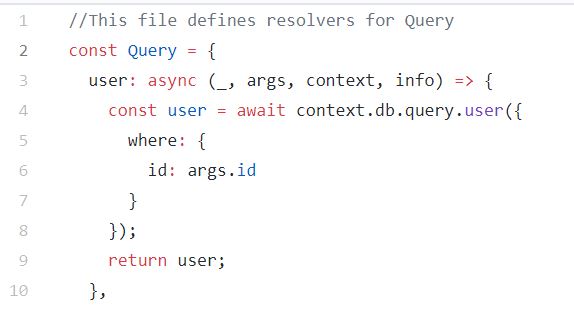 1 //This file defines resolvers for Query
2 const Query = {
3 user: async (_, args, context, info) => {
4 const user = await context.db.query.user({
5 where: {
6 id: args.id
7 }
8 });
9 return user;
10 },